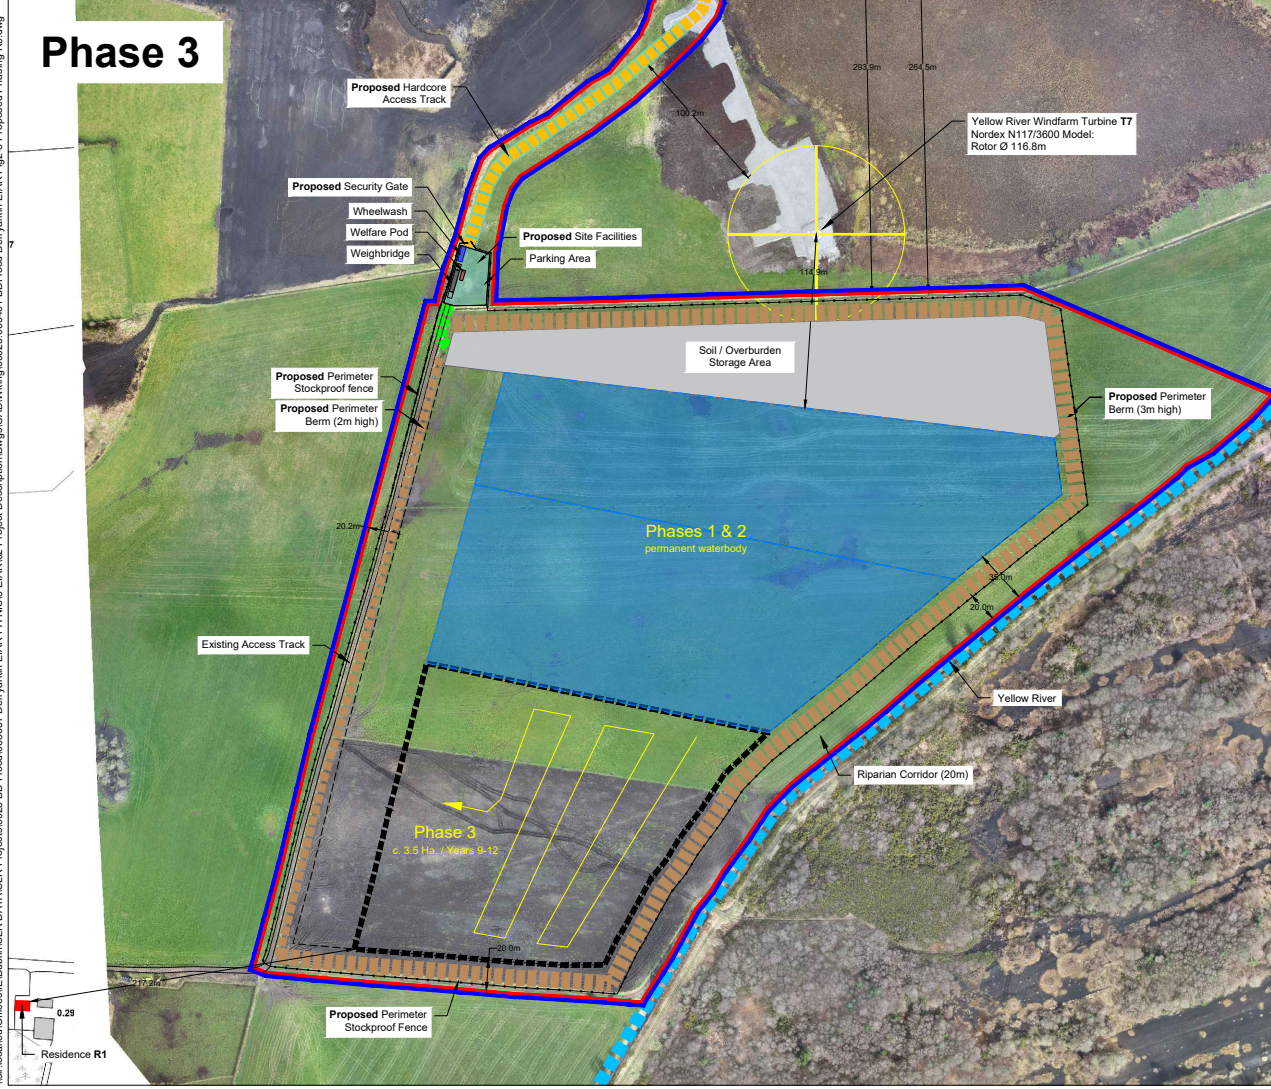 Phase 3
293.9m
264.5m
Proposed Hardcore
Access Track
100.2m
Yellow River Windfarm Turbine T7
Nordex N117/3600 Model:
Rotor Ø 116.8m
Proposed Security Gate
Wheelwash
Welfare Pod
Weighbridge
Proposed Site Facilities
Parking Area
7
114.9m
Soil / Overburden
Storage Area
Proposed Perimeter
Stockproof fence
Proposed Perimeter
Berm (2m high)
Proposed Perimeter
Berm (3m high)
20.2m
Phases 1 & 2
permanent waterbody
35.0m
20.0m
Existing Access Track
Yellow River
Riparian Corridor (20m)
Phase 3
c. 3.5 Ha. / Years 9-12
20.0m
217.2m
0.29
Proposed Perimeter
Stockproof Fence
Residence R1